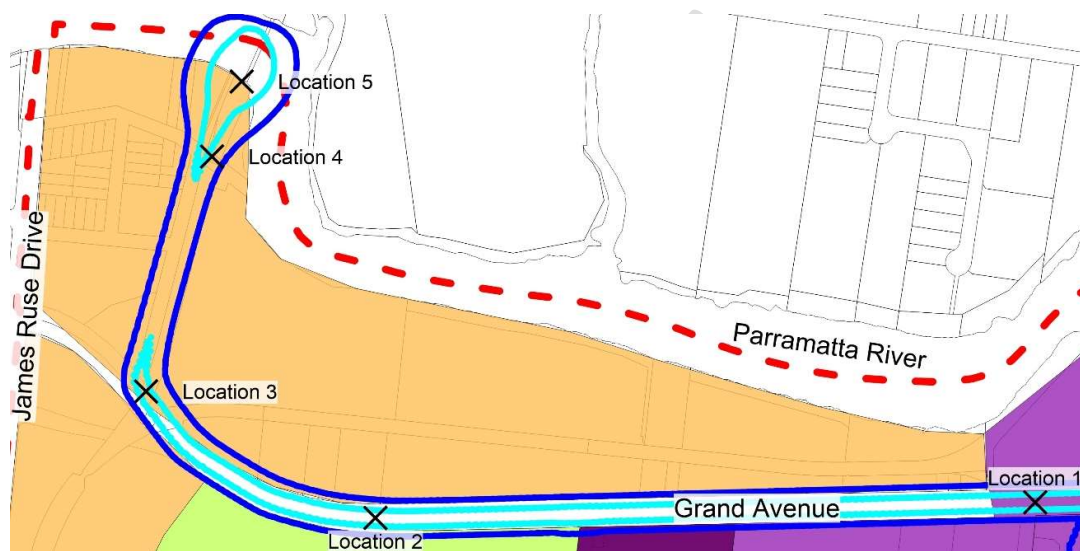 Location 5
Location 4
James Ruse Drive
Parramatta River
Location 3
Location 1
Grand Avenue
Location 2